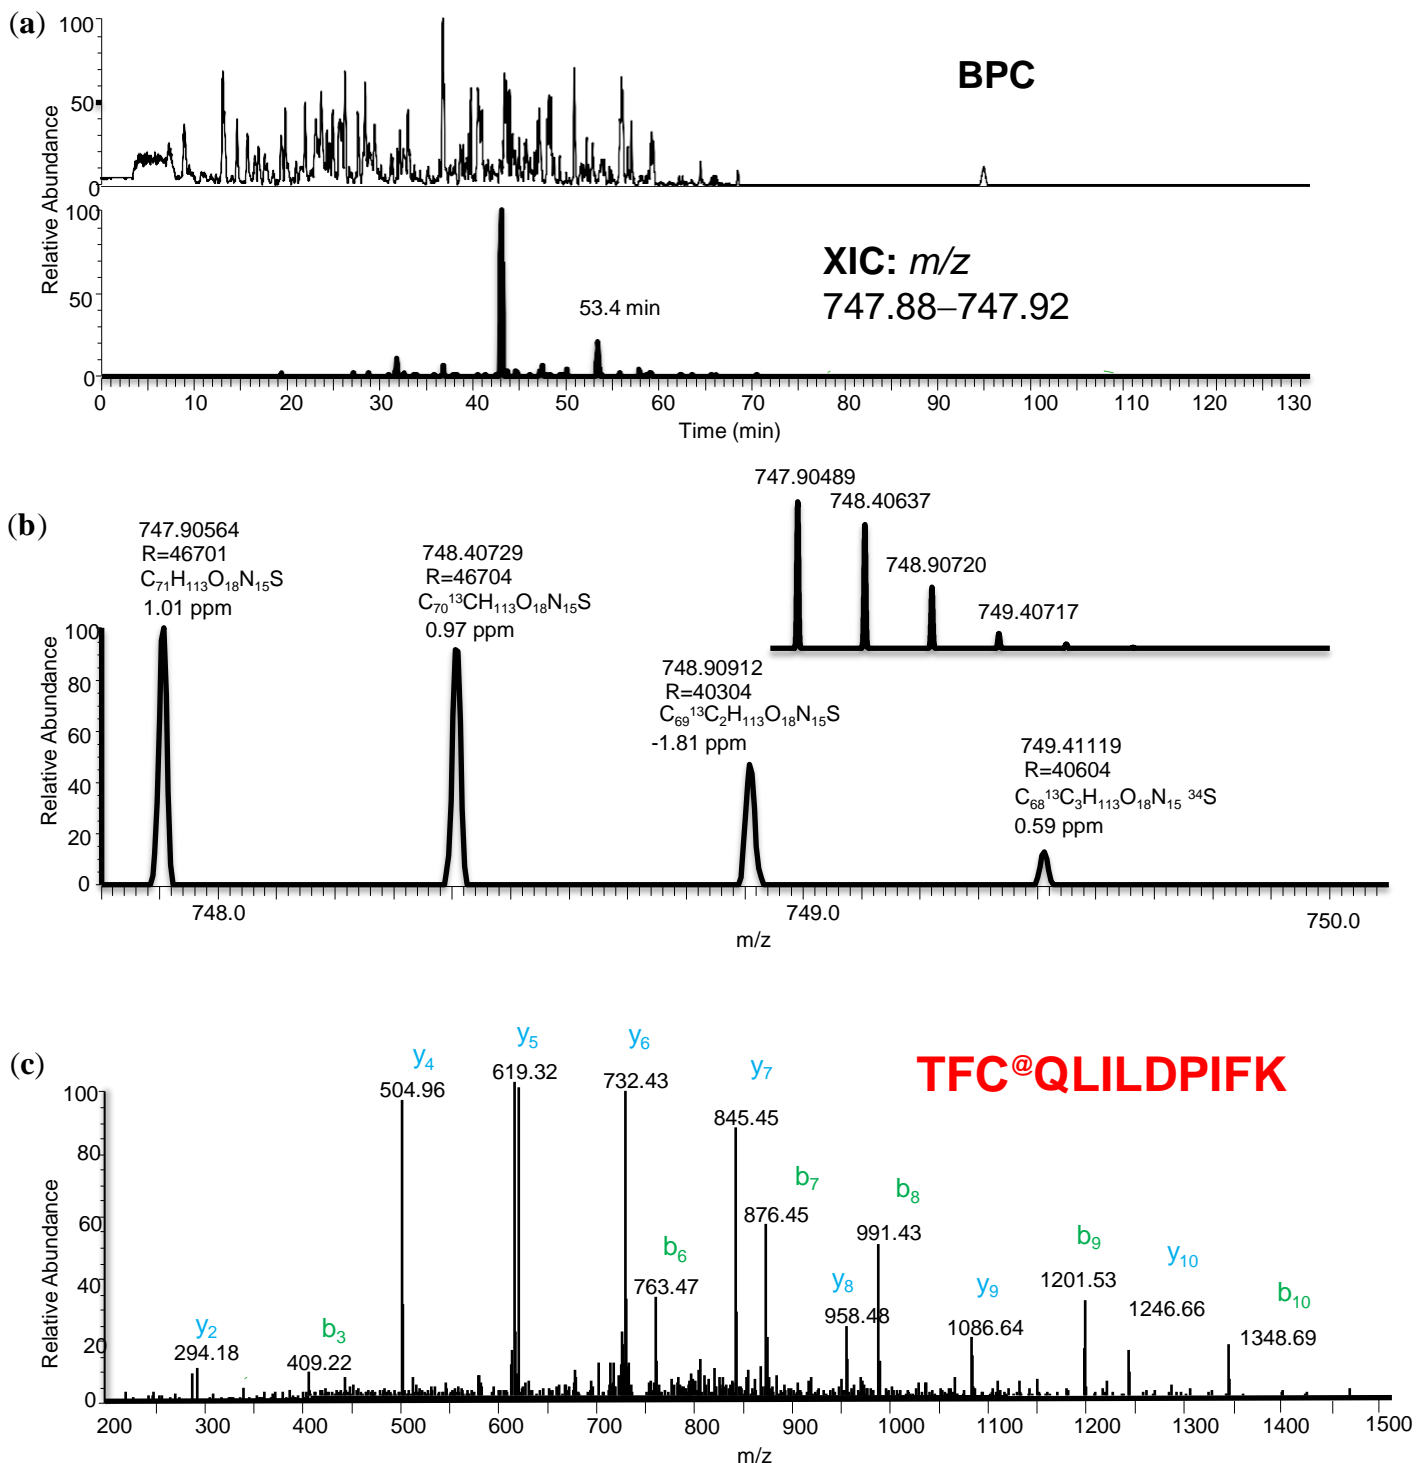 (a)
BPC
Relative Abundance
100
50
0
XIC: m/z
747.88–747.92
53.4 min
Relative Abundance
100
50
0
0 10 20 30 40 50 60 70 80 90 100 110 120 130
Time (min)
(b)
747.90564
R=46701
C71H113O18N15S
1.01 ppm
748.40729
R=46704
C70¹³CH113O18N15S
0.97 ppm
748.90912
R=40304
C69¹³C2H113O18N15S
-1.81 ppm
749.41119
R=40604
C68¹³C3H113O18N15 ³⁴S
0.59 ppm
747.90489
748.40637
748.90720
749.40717
Relative Abundance
100
80
60
40
20
0
748.0 749.0 750.0
m/z
(c)
TFC@QLILDPIFK
y2
294.18
b3
409.22
y4
504.96
y5
619.32
y6
732.43
b6
763.47
y7
845.45
b7
876.45
y8
958.48
b8
991.43
y9
1086.64
b9
1201.53
y10
1246.66
b10
1348.69
Relative Abundance
100
80
60
40
20
0
200 300 400 500 600 700 800 900 1000 1100 1200 1300 1400 1500
m/z